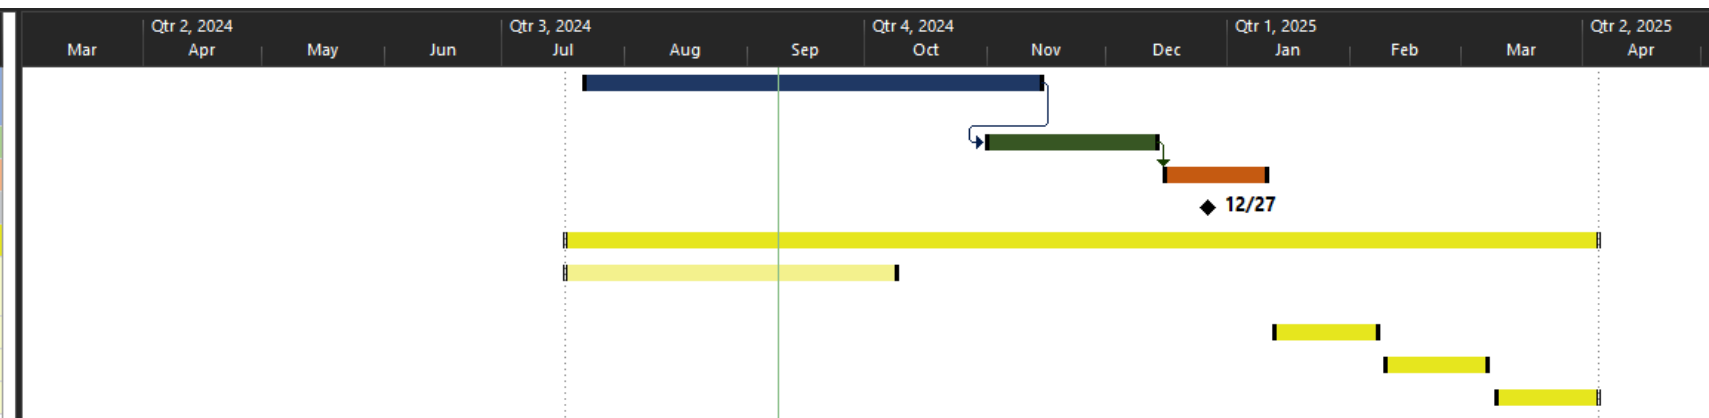 Qtr 2, 2024 Qtr 3, 2024 Qtr 4, 2024 Qtr 1, 2025 Qtr 2, 2025
Mar Apr May Jun Jul Aug Sep Oct Nov Dec Jan Feb Mar Apr
12/27